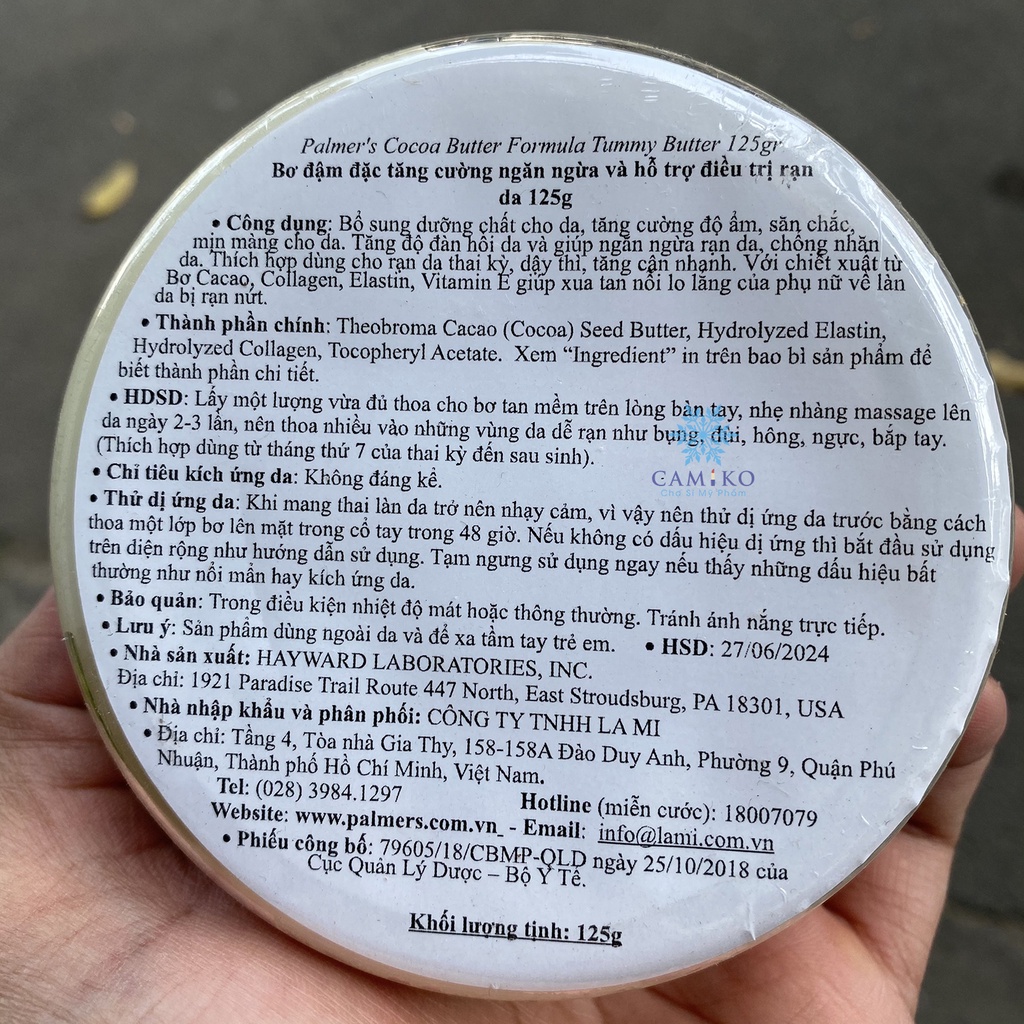 Palmer's Cocoa Butter Formula Tummy Butter 125gr
Bơ đậm đặc tăng cường ngăn ngừa và hỗ trợ điều trị rạn
da 125g
• Công dụng: Bổ sung dưỡng chất cho da, tăng cường độ ẩm, săn chắc,
mịn màng cho da. Tăng độ đàn hồi da và giúp ngăn ngừa rạn da, chống nhăn
da. Thích hợp dùng cho rạn da thai kỳ, dậy thì, tăng cân nhanh. Với chiết xuất từ
Bơ Cacao, Collagen, Elastin, Vitamin E giúp xua tan nỗi lo lắng của phụ nữ về làn
da bị rạn nứt.
• Thành phần chính: Theobroma Cacao (Cocoa) Seed Butter, Hydrolyzed Elastin,
Hydrolyzed Collagen, Tocopheryl Acetate. Xem “Ingredient” in trên bao bì sản phẩm để
biết thành phần chi tiết.
• HDSD: Lấy một lượng vừa đủ thoa cho bơ tan mềm trên lòng bàn tay, nhẹ nhàng massage lên
da ngày 2-3 lần, nên thoa nhiều vào những vùng da dễ rạn như bụng, đùi, hông, ngực, bắp tay.
(Thích hợp dùng từ tháng thứ 7 của thai kỳ đến sau sinh).
CAMIKO
Cha Sỉ Mỹ Phẩm
• Chỉ tiêu kích ứng da: Không đáng kể.
• Thử dị ứng da: Khi mang thai làn da trở nên nhạy cảm, vì vậy nên thử dị ứng da trước bằng cách
thoa một lớp bơ lên mặt trong cổ tay trong 48 giờ. Nếu không có dấu hiệu dị ứng thì bắt đầu sử dụng
trên diện rộng như hướng dẫn sử dụng. Tạm ngưng sử dụng ngay nếu thấy những dấu hiệu bất
thường như nổi mẩn hay kích ứng da.
• Bảo quản: Trong điều kiện nhiệt độ mát hoặc thông thường. Tránh ánh nắng trực tiếp.
• Lưu ý: Sản phẩm dùng ngoài da và để xa tầm tay trẻ em. • HSD: 27/06/2024
• Nhà sản xuất: HAYWARD LABORATORIES, INC.
Địa chỉ: 1921 Paradise Trail Route 447 North, East Stroudsburg, PA 18301, USA
• Nhà nhập khẩu và phân phối: CÔNG TY TNHH LA MI
• Địa chỉ: Tầng 4, Tòa nhà Gia Thy, 158-158A Đào Duy Anh, Phường 9, Quận Phú
Nhuận, Thành phố Hồ Chí Minh, Việt Nam.
Tel: (028) 3984.1297 Hotline (miễn cước): 18007079
Website: www.palmers.com.vn - Email: info@lami.com.vn
• Phiếu công bố: 79605/18/CBMP-QLD ngày 25/10/2018 của
Cục Quản Lý Dược – Bộ Y Tế.
Khối lượng tịnh: 125g